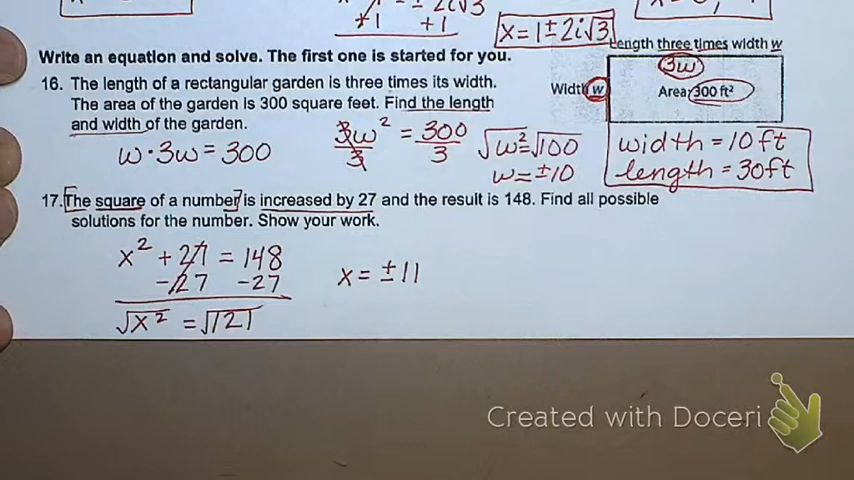 x = 1 ± 2i√3
+1 +1
Write an equation and solve. The first one is started for you.
Length three times width w
16. The length of a rectangular garden is three times its width.
The area of the garden is 300 square feet. Find the length
and width of the garden.
3w
Width w
Area 300 ft²
w · 3w = 300
3w² = 300
3 3
√w² = √100
w = ±10
width = 10 ft
length = 30 ft
17. The square of a number is increased by 27 and the result is 148. Find all possible
solutions for the number. Show your work.
x² + 27 = 148
-27 -27
√x² = √121
x = ±11
Created with Doceri